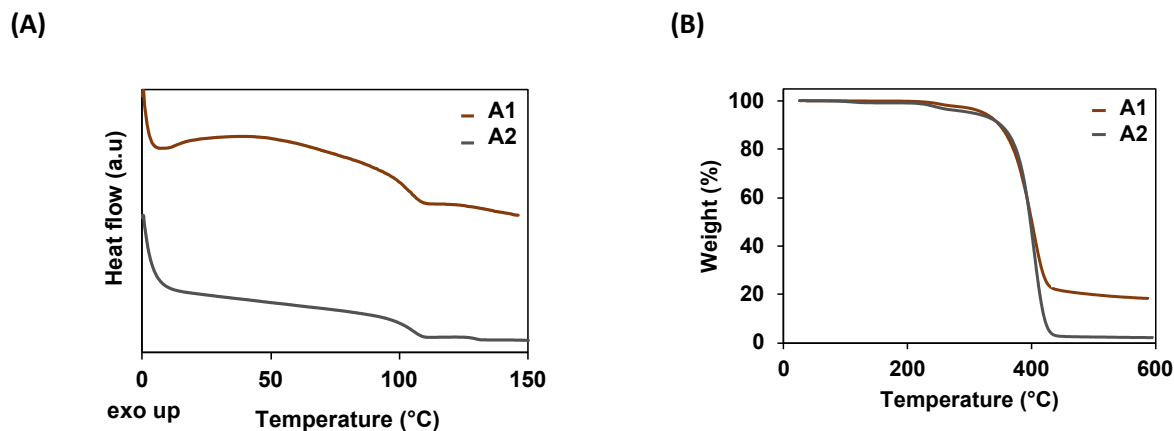 (A)
Heat flow (a.u)
A1
A2
0
50
100
150
exo up
Temperature (°C)
(B)
Weight (%)
100
80
60
40
20
0
A1
A2
0
200
400
600
Temperature (°C)